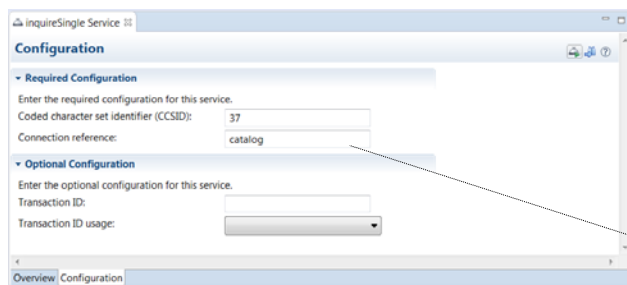 inquireSingle Service
Configuration
Required Configuration
Enter the required configuration for this service.
Coded character set identifier (CCSID): 37
Connection reference: catalog
Optional Configuration
Enter the optional configuration for this service.
Transaction ID:
Transaction ID usage:
Overview Configuration